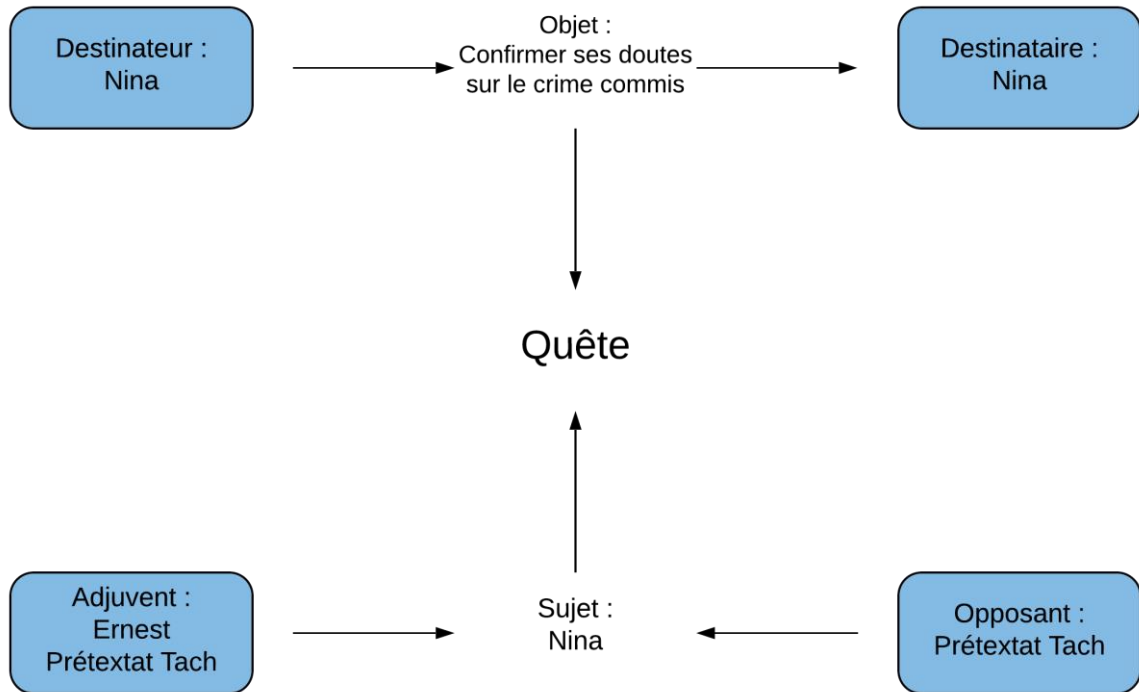 Destinateur :
Nina
Objet :
Confirmer ses doutes
sur le crime commis
Destinataire :
Nina
Quête
Adjuvent :
Ernest
Prétextat Tach
Sujet :
Nina
Opposant :
Prétextat Tach